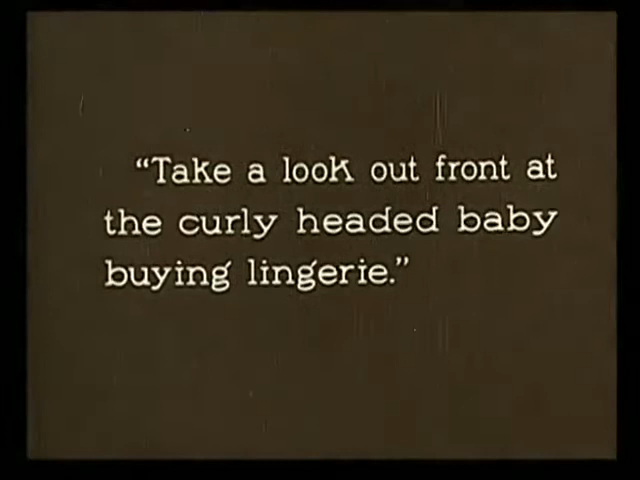 “Take a look out front at
the curly headed baby
buying lingerie.”